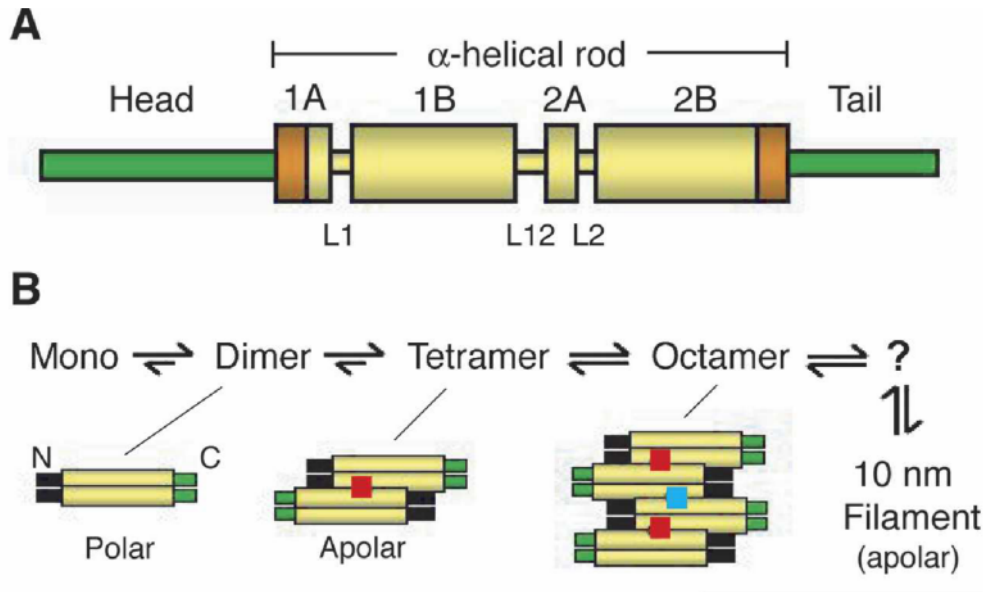 A
α-helical rod
Head 1A 1B 2A 2B Tail
L1 L12 L2
B
Mono Dimer Tetramer Octamer ?
N C
Polar
Apolar
10 nm
Filament
(apolar)